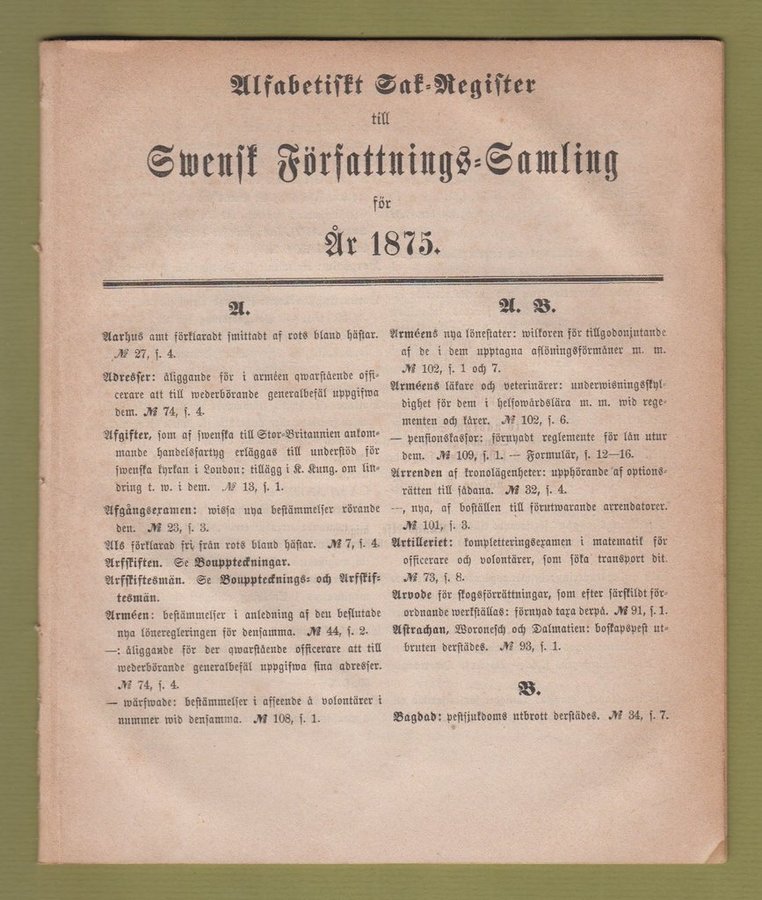 Alfabetiskt Sak-Register
till
Swensk Författnings-Samling
för
År 1875.
A.
Aarhus amt förklaradt smittadt af rots bland hästar.
№ 27, s. 4.
Adresser: åliggande för i arméen qwarstående offi-
cerare att till wederbörande generalbefäl uppgifwa
dem. № 74, s. 4.
Afgifter, som af swenska till Stor-Britannien ankom-
mande handelsfartyg erläggas till understöd för
swenska kyrkan i London: tillägg i K. Kung. om lin-
dring t. w. i dem. № 13, s. 1.
Afgångsexamen: wissa nya bestämmelser rörande
den. № 23, s. 3.
Als förklarad fri från rots bland hästar. № 7, s. 4.
Arfskiften. Se Bouppteckningar.
Arfskiftesmän. Se Boupptecknings- och Arfskif-
tesmän.
Arméen: bestämmelser i anledning af den beslutade
nya löneregleringen för densamma. № 44, s. 2.
—: åliggande för der qwarstående officerare att till
wederbörande generalbefäl uppgifwa sina adresser.
№ 74, s. 4.
— wärfwade: bestämmelser i afseende å volontärer i
nummer wid densamma. № 108, s. 1.
A. B.
Arméens nya lönestater: wilkoren för tillgodonjutande
af de i dem upptagna aflöningsförmåner m. m.
№ 102, s. 1 och 7.
Arméens läkare och veterinärer: underwisningsskyl-
dighet för dem i helsowårdslära m. m. wid rege-
menten och kårer. № 102, s. 6.
— pensionskassor: förnyadt reglemente för lån utur
dem. № 109, s. 1. — Formulär, s. 12—16.
Arrenden af kronolägenheter: upphörande af options-
rätten till sådana. № 32, s. 4.
—, nya, af boställen till förutwarande arrendatorer.
№ 101, s. 3.
Artilleriet: kompletteringsexamen i matematik för
officerare och volontärer, som söka transport dit.
№ 73, s. 8.
Arvode för skogsförrättningar, som efter särskildt för-
ordnande werkställas: förnyad taxa derpå. № 91, s. 1.
Astrachan, Woronesch och Dalmatien: boskapspest ut-
bruten derstädes. № 93, s. 1.
B.
Bagdad: pestsjukdoms utbrott derstädes. № 34, s. 7.